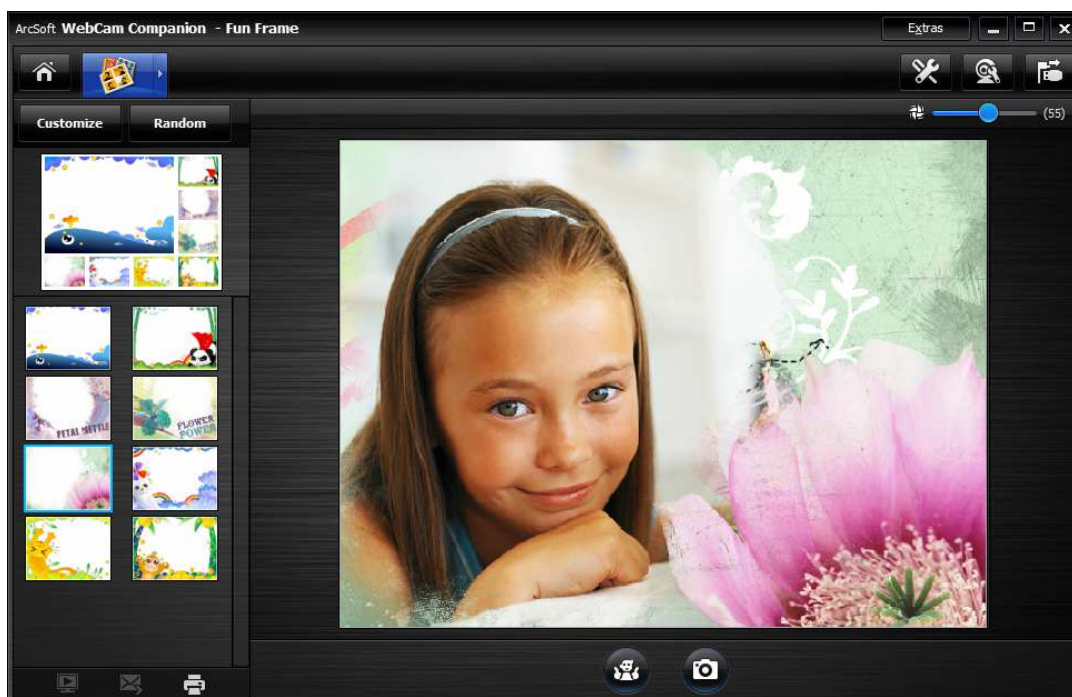 ArcSoft WebCam Companion - Fun Frame
Extras
(55)
Customize
Random
PETAL METTLE
FLOWER
POWER